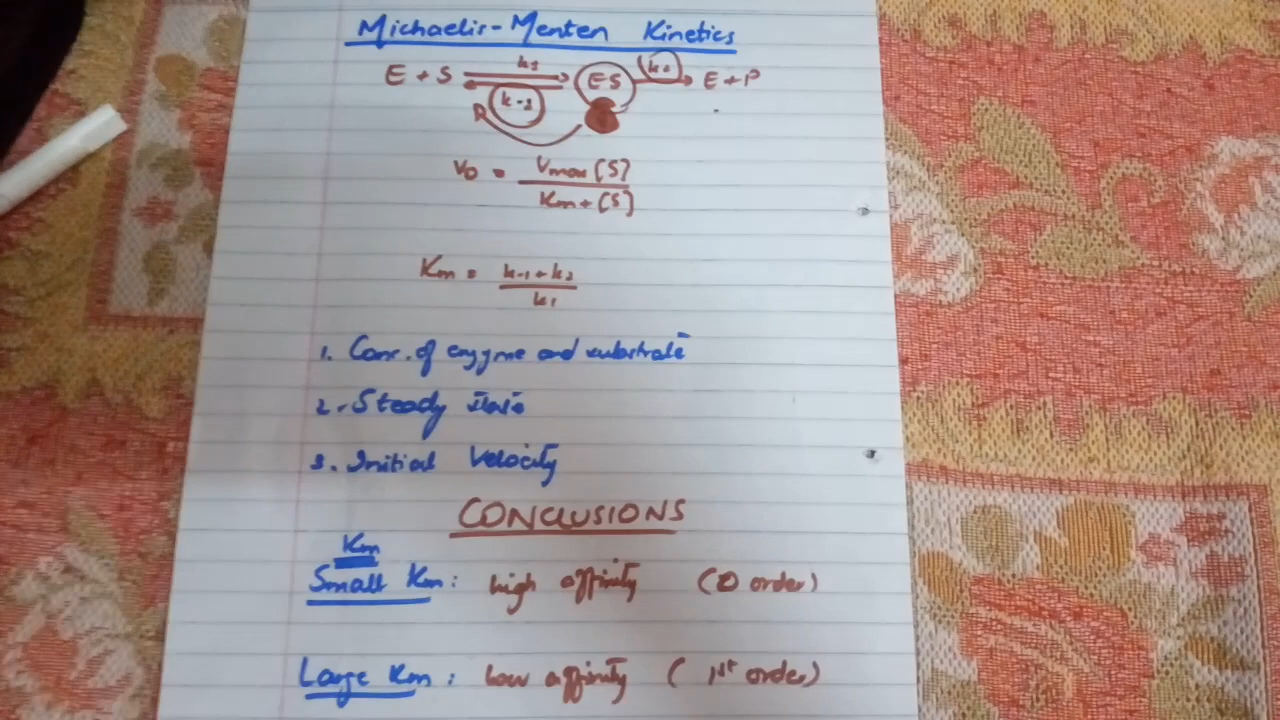 Michaelis-Menten Kinetics
E + S k1 ES k2 E + P
k-1
V0 = Vmax [S]
Km + [S]
Km = k-1 + k2
k1
1. Conc. of enzyme and substrate
2. Steady state
3. Initial Velocity
CONCLUSIONS
Km
Small Km: high affinity (0 order)
Large Km: low affinity (1st order)